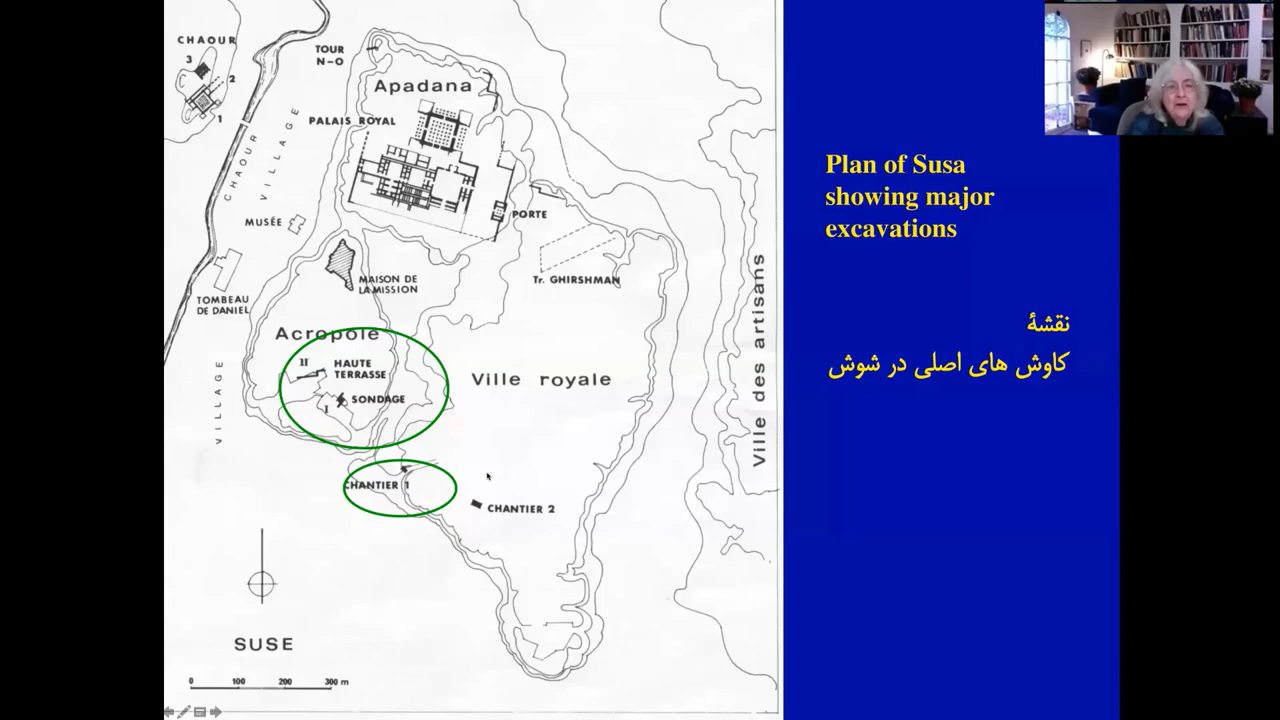 CHAOUR
3
2
1
TOUR
N-O
Apadana
PALAIS ROYAL
CHAOUR
VILLAGE
MUSÉE
PORTE
TOMBEAU
DE DANIEL
MAISON DE
LA MISSION
Tr. GHIRSHMAN
Acropole
II
HAUTE
TERRASSE
I
SONDAGE
Ville royale
Ville des artisans
VILLAGE
CHANTIER 1
CHANTIER 2
SUSE
0 100 200 300 m
Plan of Susa
showing major
excavations
نقشهٔ
کاوش های اصلی در شوش